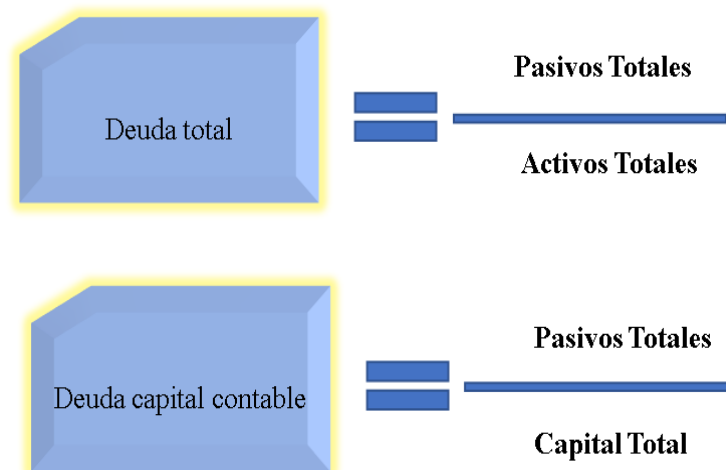 Pasivos Totales
Deuda total
Activos Totales
Pasivos Totales
Deuda capital contable
Capital Total